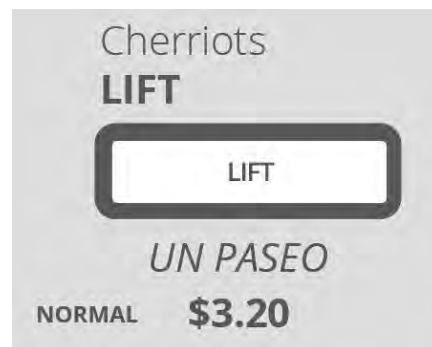 Cherriots
LIFT
LIFT
UN PASEO
NORMAL $3.20